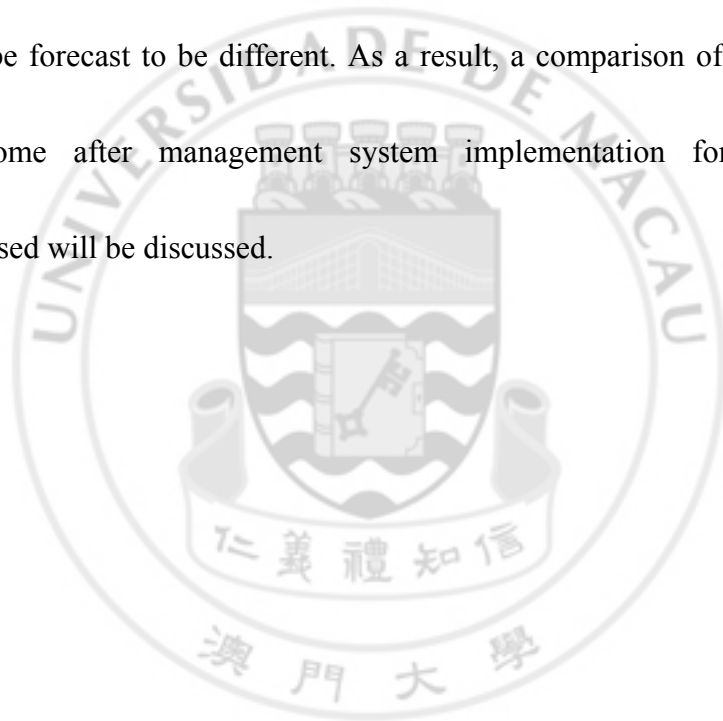 be forecast to be different. As a result, a comparison of
ome after management system implementation for
sed will be discussed.
UNIVERSIDADE DE MACAU
仁義禮知信
澳門大學